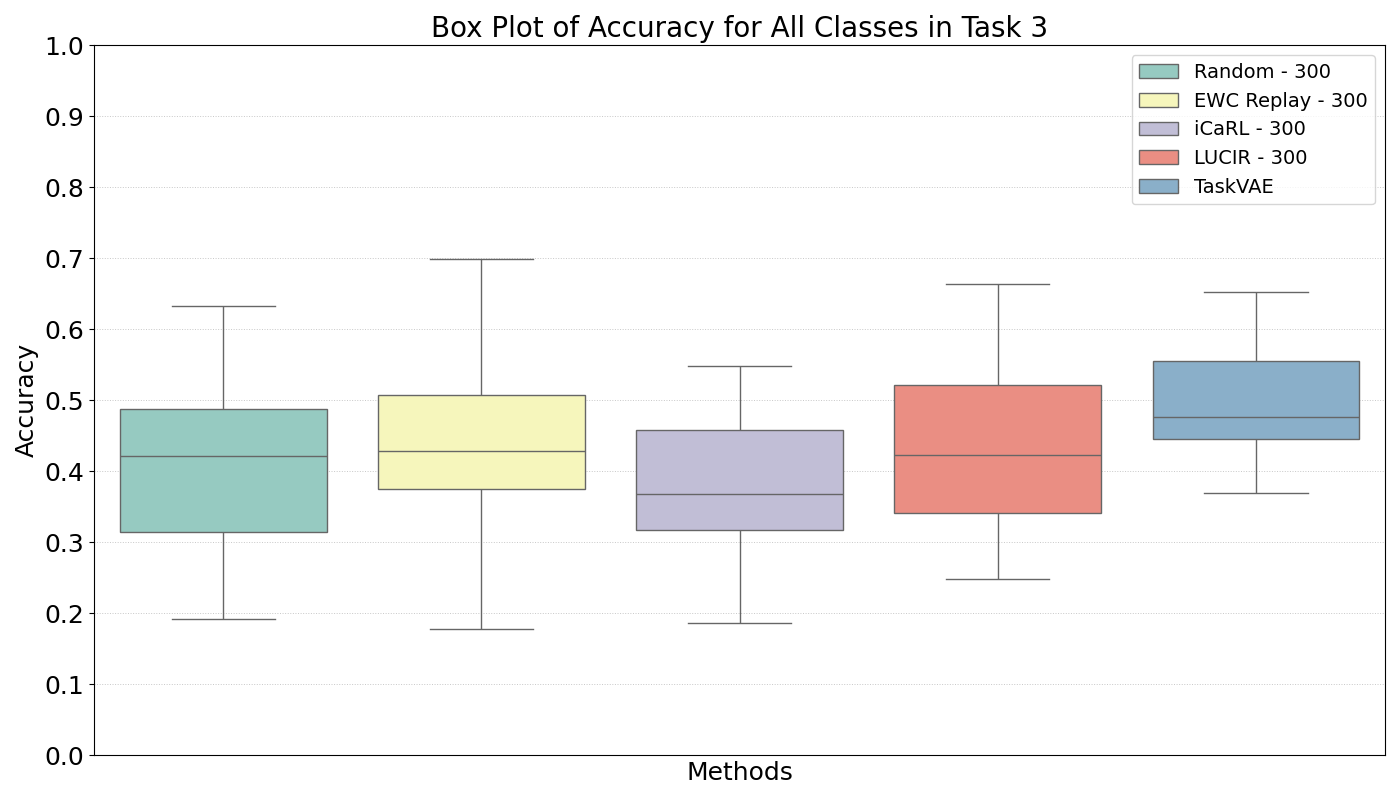 Box Plot of Accuracy for All Classes in Task 3
1.0
0.9
0.8
0.7
0.6
0.5
0.4
0.3
0.2
0.1
0.0
Accuracy
Methods
Random - 300
EWC Replay - 300
iCaRL - 300
LUCIR - 300
TaskVAE